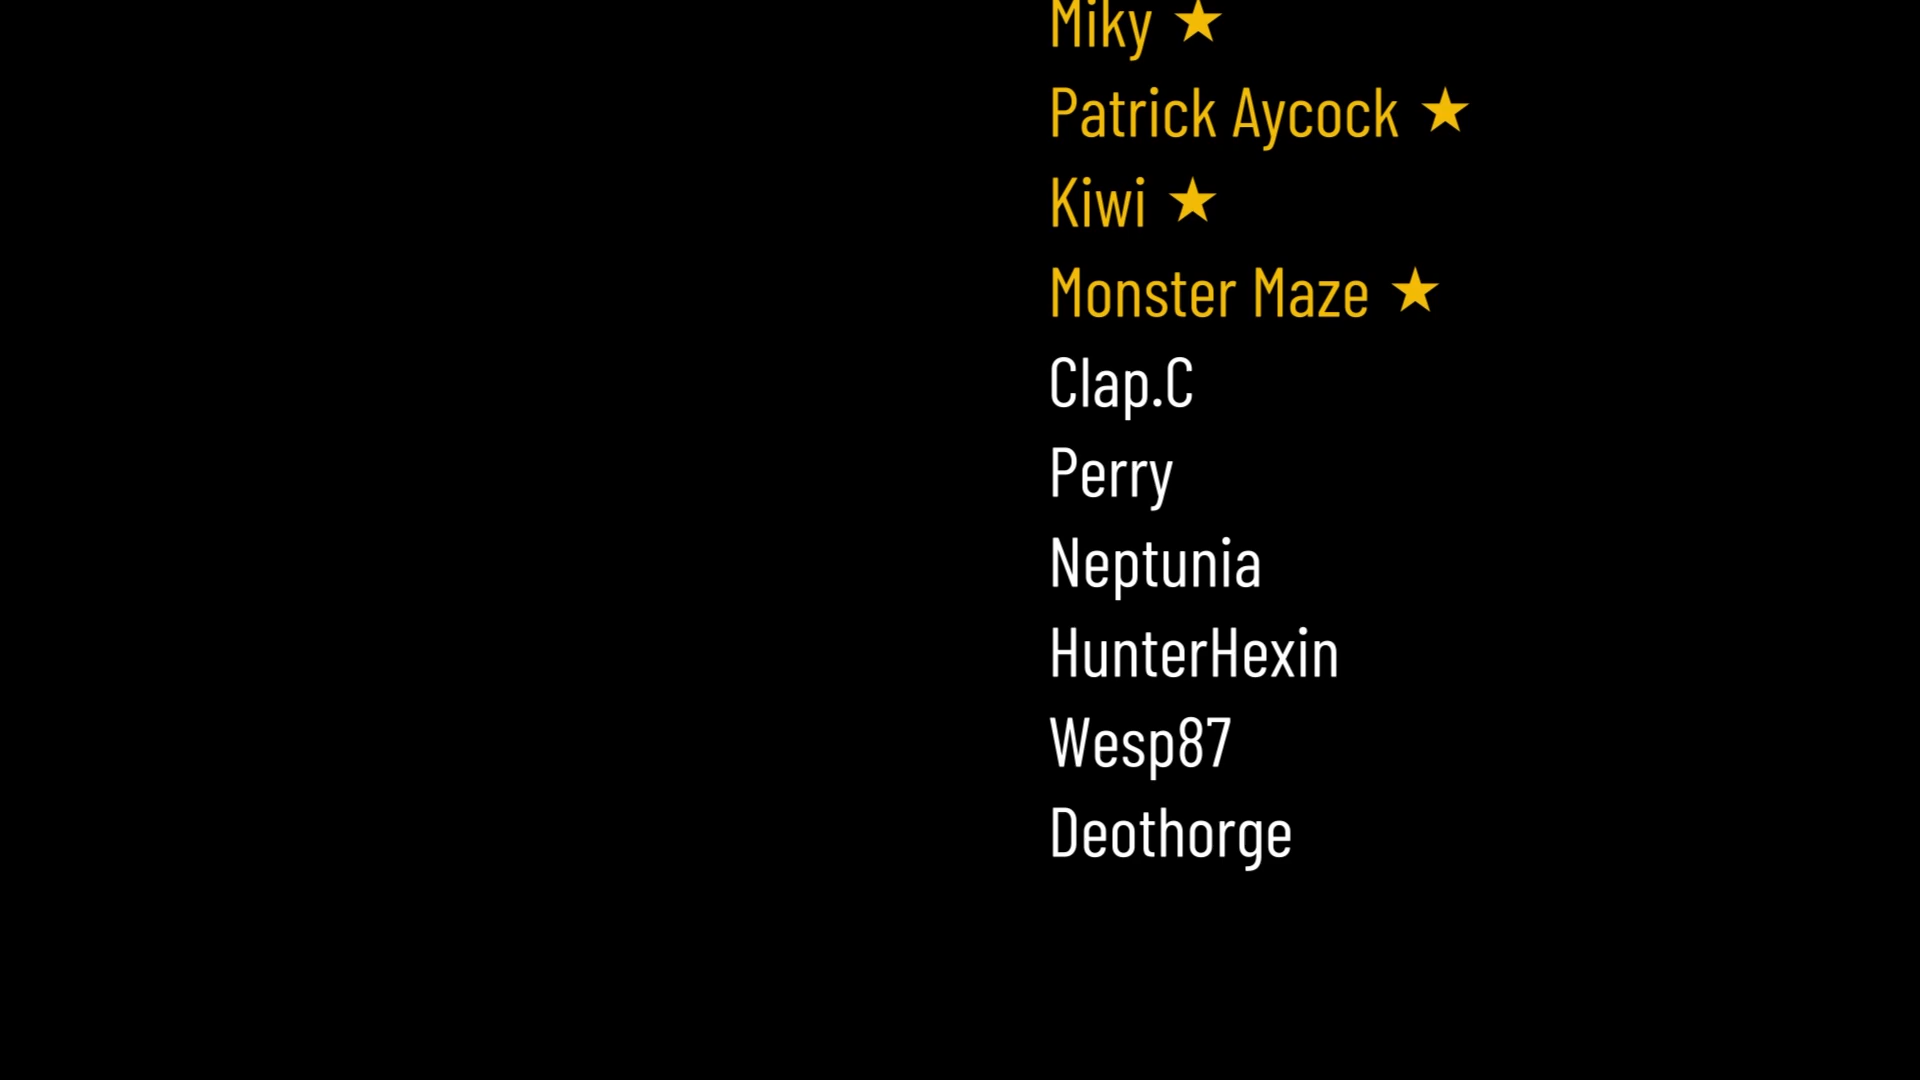 Miky ★
Patrick Aycock ★
Kiwi ★
Monster Maze ★
Clap.C
Perry
Neptunia
HunterHexin
Wesp87
Deothorge